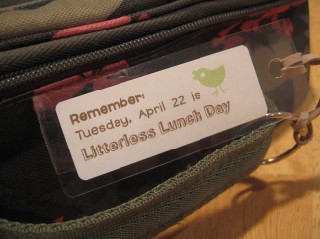 Remember:
Tuesday, April 22 is
Litterless Lunch Day